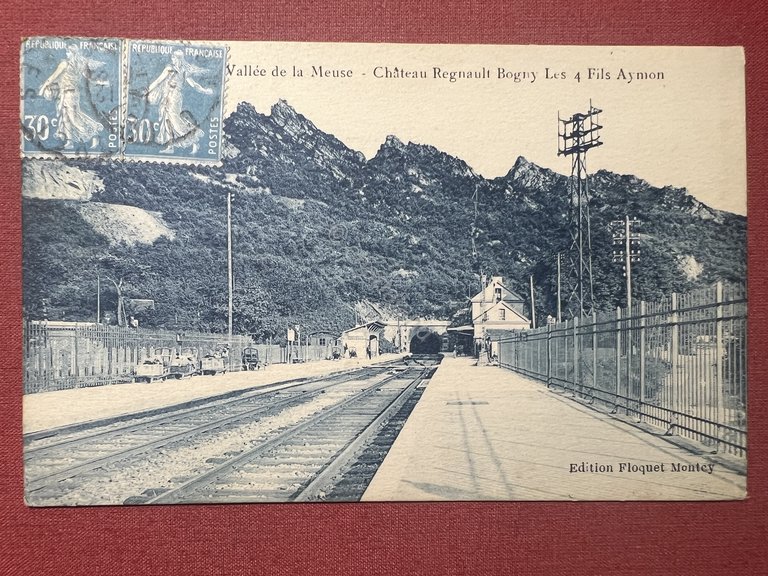 REPUBLIQUE FRANÇAISE
REPUBLIQUE FRANÇAISE
30c
30c
POSTES
Vallée de la Meuse - Château Regnault Bogny Les 4 Fils Aymon
Edition Floquet Montcy